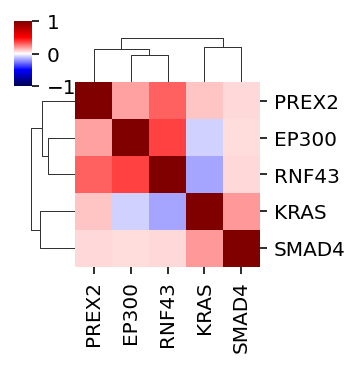 1
0
−1
PREX2
EP300
RNF43
KRAS
SMAD4
PREX2
EP300
RNF43
KRAS
SMAD4